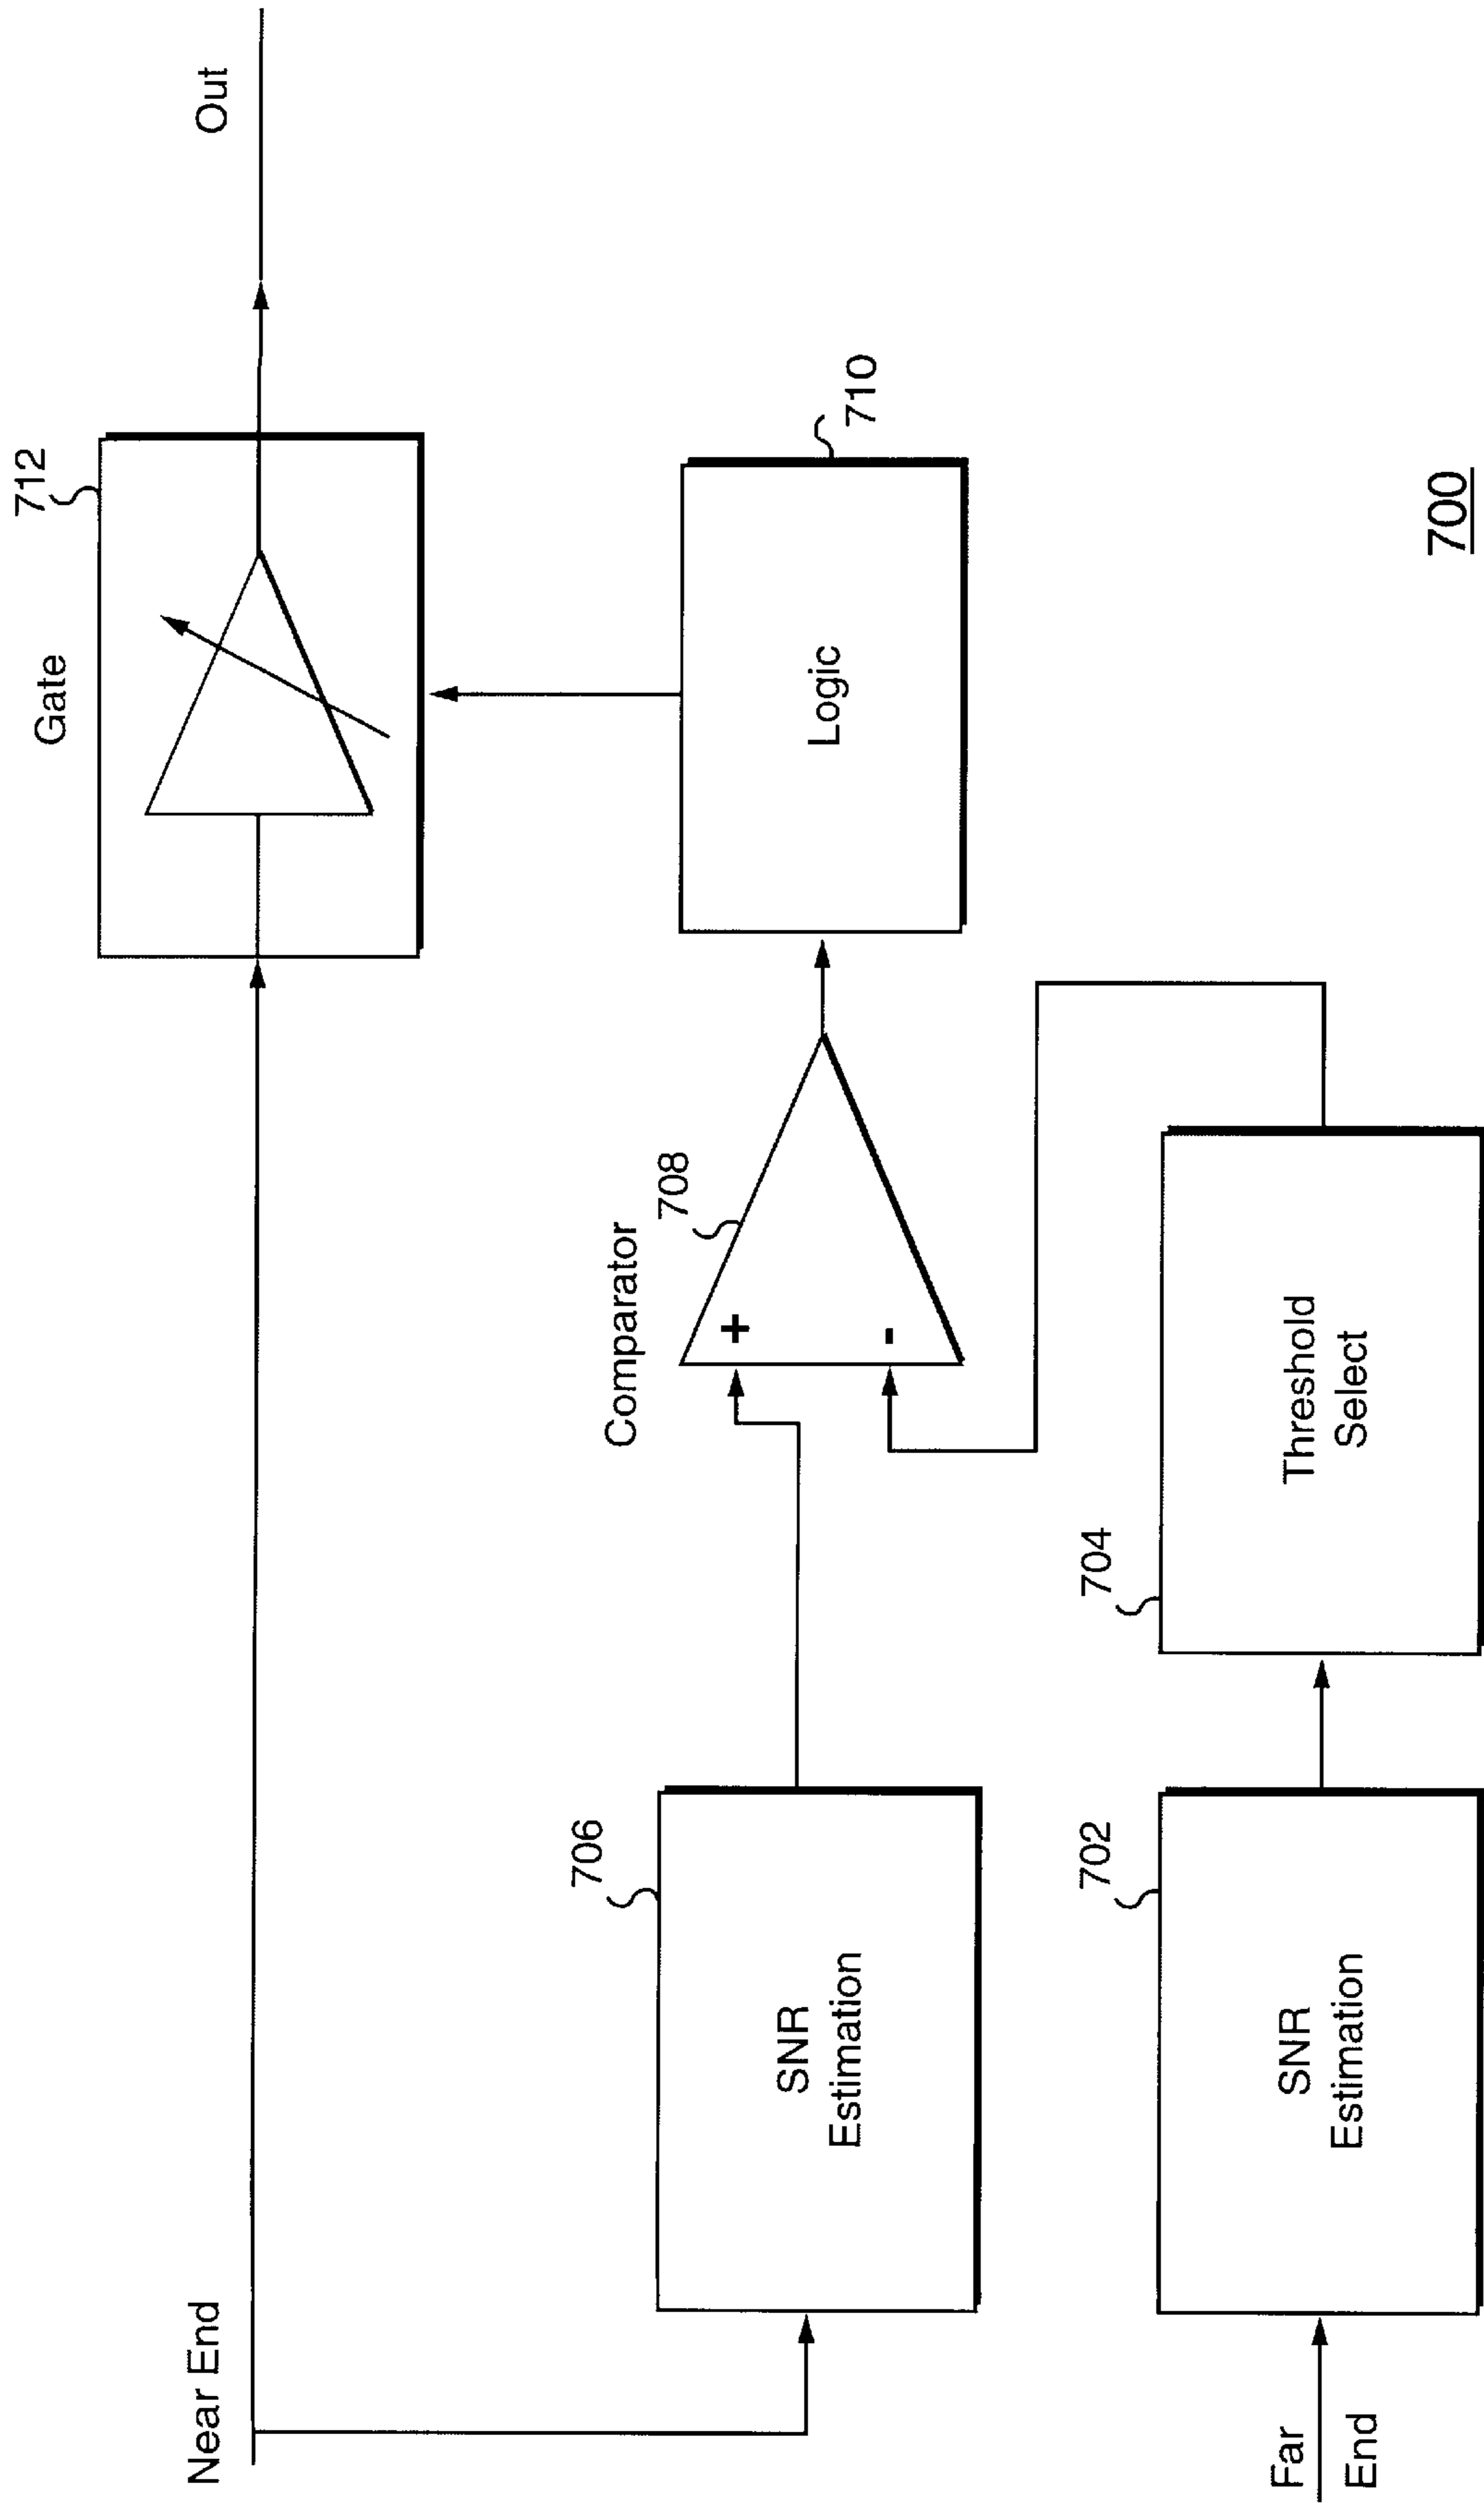 Near End
Gate
712
Out
Comparator
708
+
-
706
SNR
Estimation
Logic
710
Far
End
702
SNR
Estimation
704
Threshold
Select
700